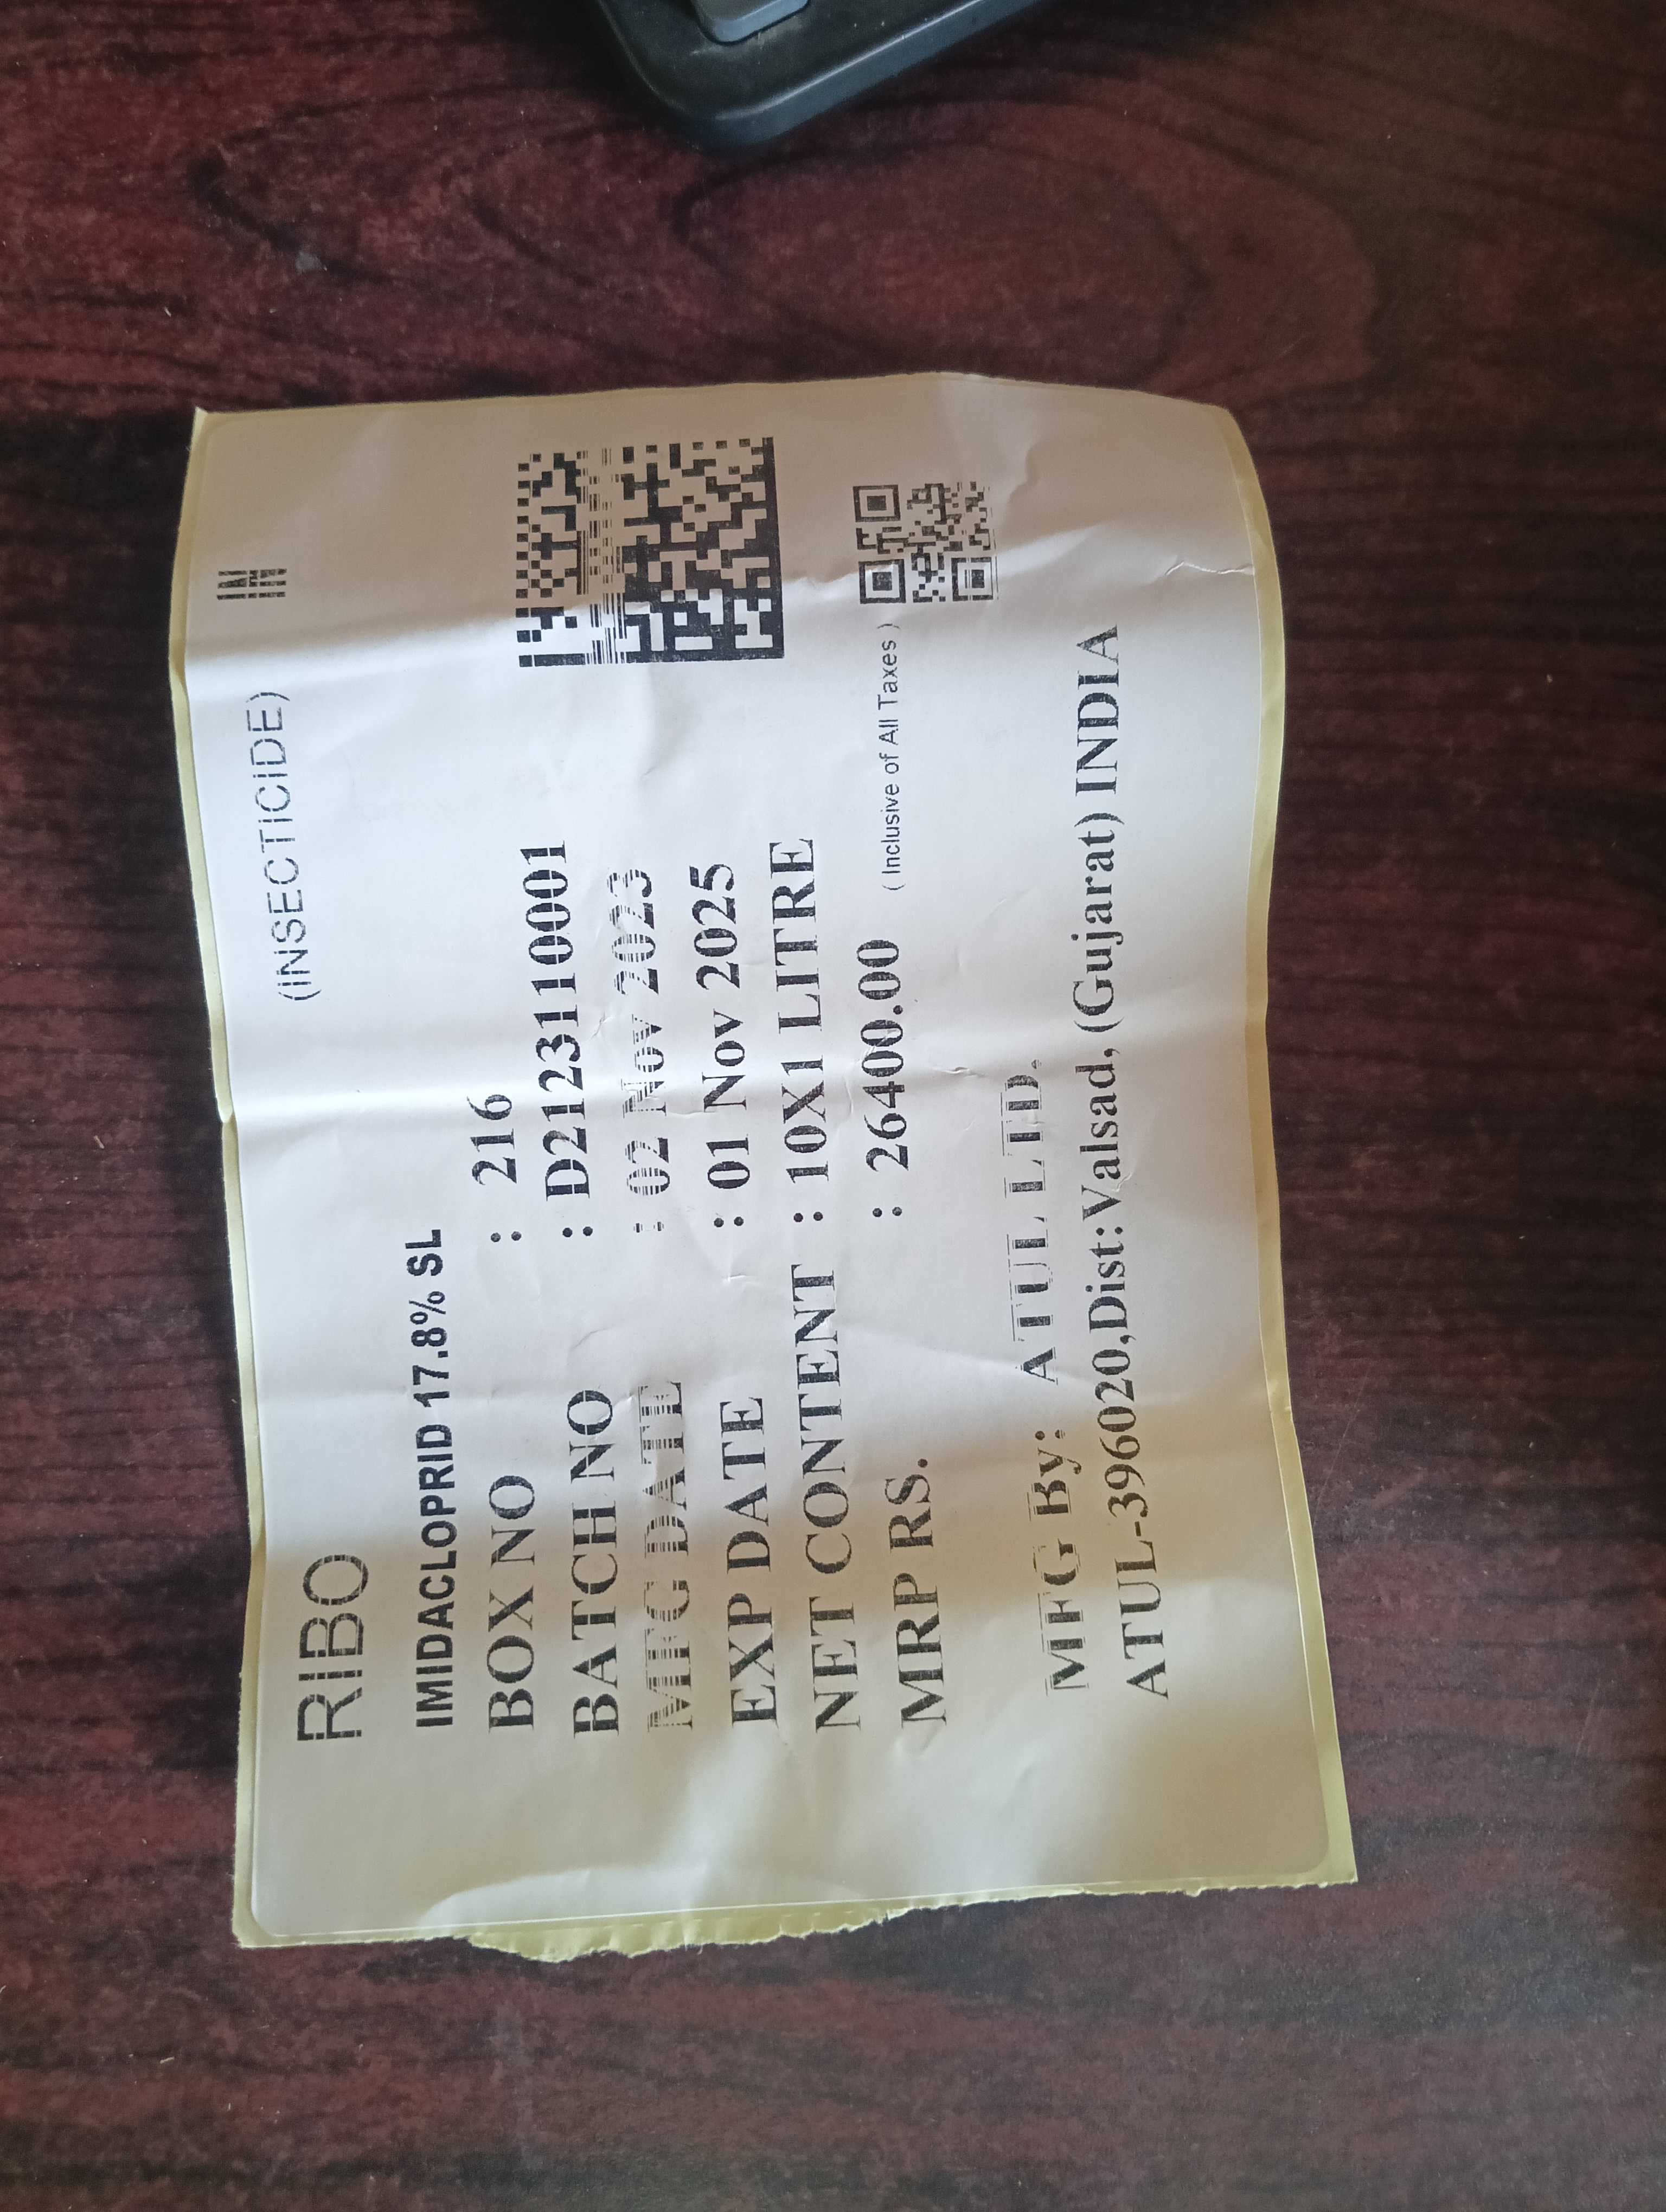 RIBO (INSECTICIDE) IN
IMIDACLOPRID 17.8% SL
BOX NO : 216
BATCH NO : D2123110001
MFG DATE : 02 Nov 2023
EXP DATE : 01 Nov 2025
NET CONTENT : 10X1 LITRE
MRP RS. : 26400.00 ( Inclusive of All Taxes )
MFG By: ATUL LTD.
ATUL-396020,Dist:Valsad, (Gujarat) INDIA